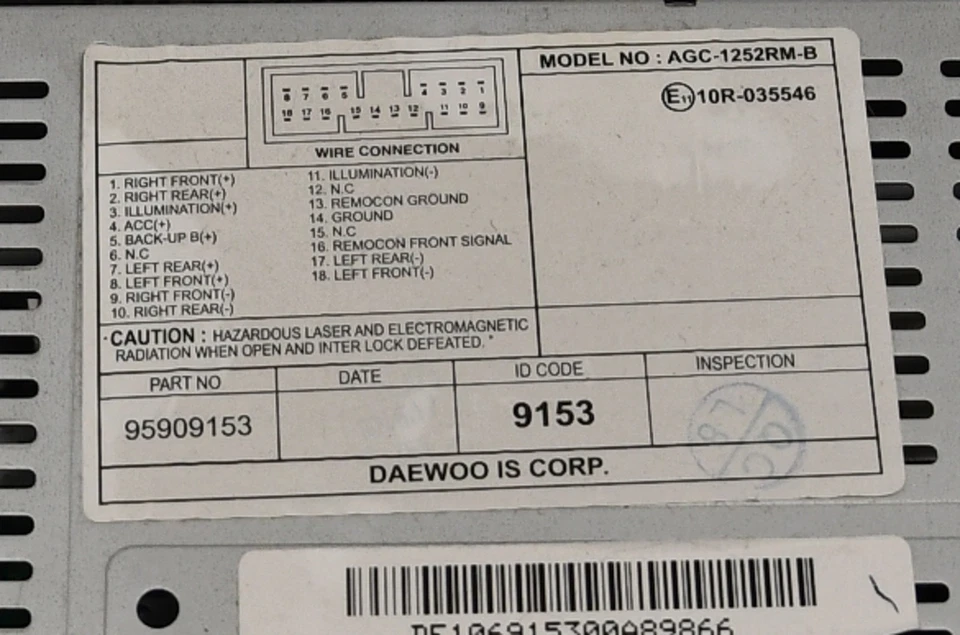 MODEL NO : AGC-1252RM-B
E11 10R-035546
8 7 6 5 4 3 2 1
18 17 16 15 14 13 12 11 10 9
WIRE CONNECTION
1. RIGHT FRONT(+)
2. RIGHT REAR(+)
3. ILLUMINATION(+)
4. ACC(+)
5. BACK-UP B(+)
6. N.C
7. LEFT REAR(+)
8. LEFT FRONT(+)
9. RIGHT FRONT(-)
10. RIGHT REAR(-)
11. ILLUMINATION(-)
12. N.C
13. REMOCON GROUND
14. GROUND
15. N.C
16. REMOCON FRONT SIGNAL
17. LEFT REAR(-)
18. LEFT FRONT(-)
CAUTION : HAZARDOUS LASER AND ELECTROMAGNETIC
RADIATION WHEN OPEN AND INTER LOCK DEFEATED.
PART NO DATE ID CODE INSPECTION
95909153 9153
DAEWOO IS CORP.